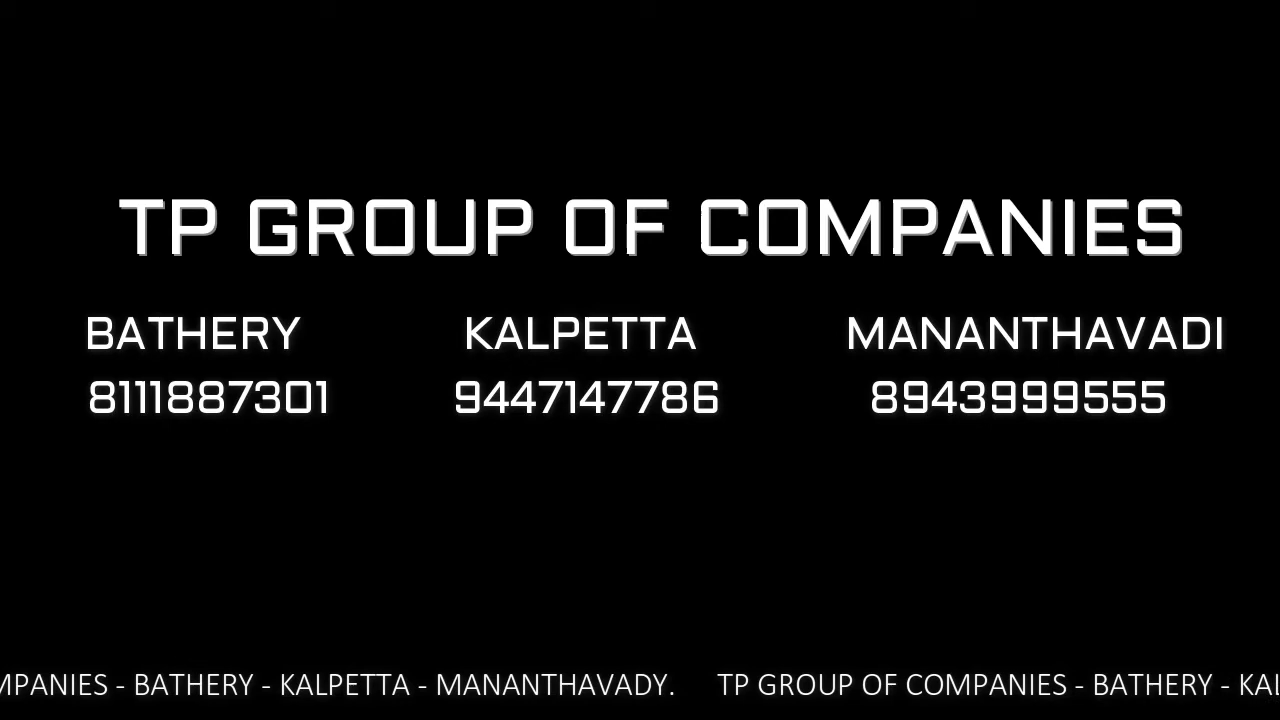 TP GROUP OF COMPANIES
BATHERY KALPETTA MANANTHAVADI
8111887301 9447147786 8943999555
MPANIES - BATHERY - KALPETTA - MANANTHAVADY. TP GROUP OF COMPANIES - BATHERY - KAL